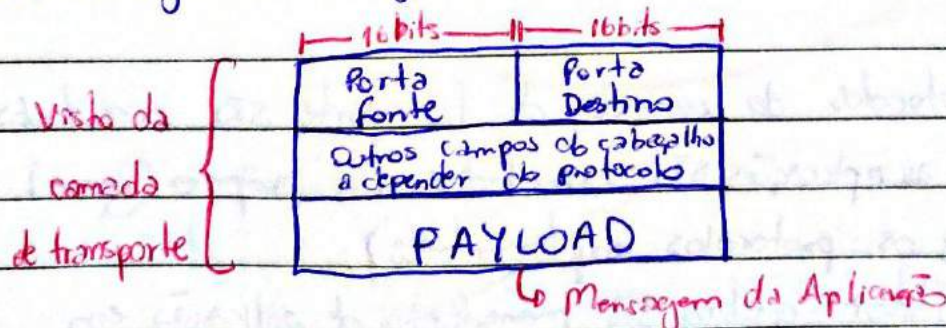 16 bits 16 bits
Porta Porta
fonte Destino
Visto da
Outros campos do cabeçalho
camada
a depender do protocolo
de transporte
PAYLOAD
Mensagem da Aplicação